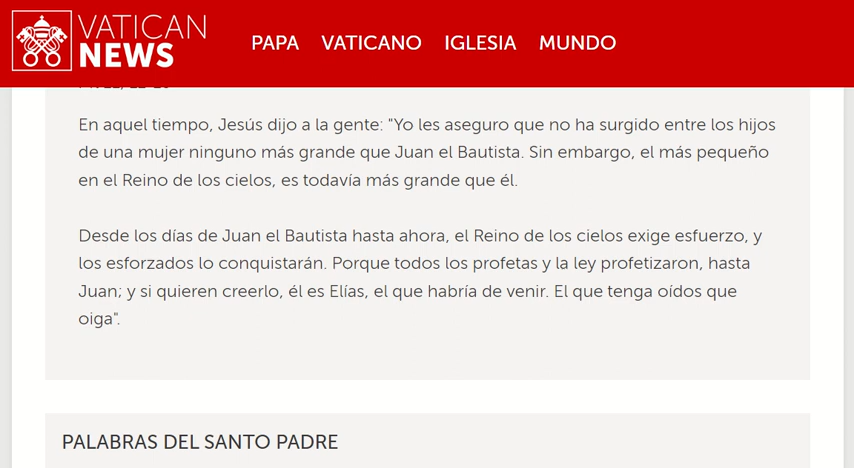 VATICAN
NEWS
PAPA VATICANO IGLESIA MUNDO
En aquel tiempo, Jesús dijo a la gente: "Yo les aseguro que no ha surgido entre los hijos
de una mujer ninguno más grande que Juan el Bautista. Sin embargo, el más pequeño
en el Reino de los cielos, es todavía más grande que él.
Desde los días de Juan el Bautista hasta ahora, el Reino de los cielos exige esfuerzo, y
los esforzados lo conquistarán. Porque todos los profetas y la ley profetizaron, hasta
Juan; y si quieren creerlo, él es Elías, el que habría de venir. El que tenga oídos que
oiga".
PALABRAS DEL SANTO PADRE